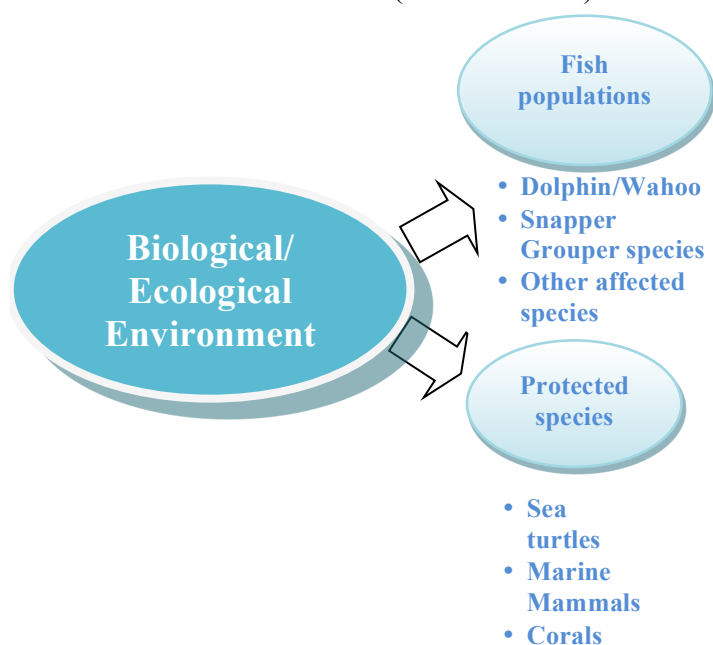 Fish
populations
• Dolphin/Wahoo
• Snapper
Grouper species
• Other affected
species
Biological/
Ecological
Environment
Protected
species
• Sea
turtles
• Marine
Mammals
• Corals